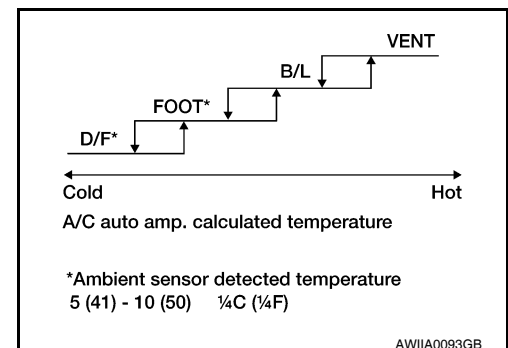 VENT
B/L
FOOT*
D/F*
Cold Hot
A/C auto amp. calculated temperature
*Ambient sensor detected temperature
5 (41) - 10 (50) ¼C (¼F)
AWIIA0093GB